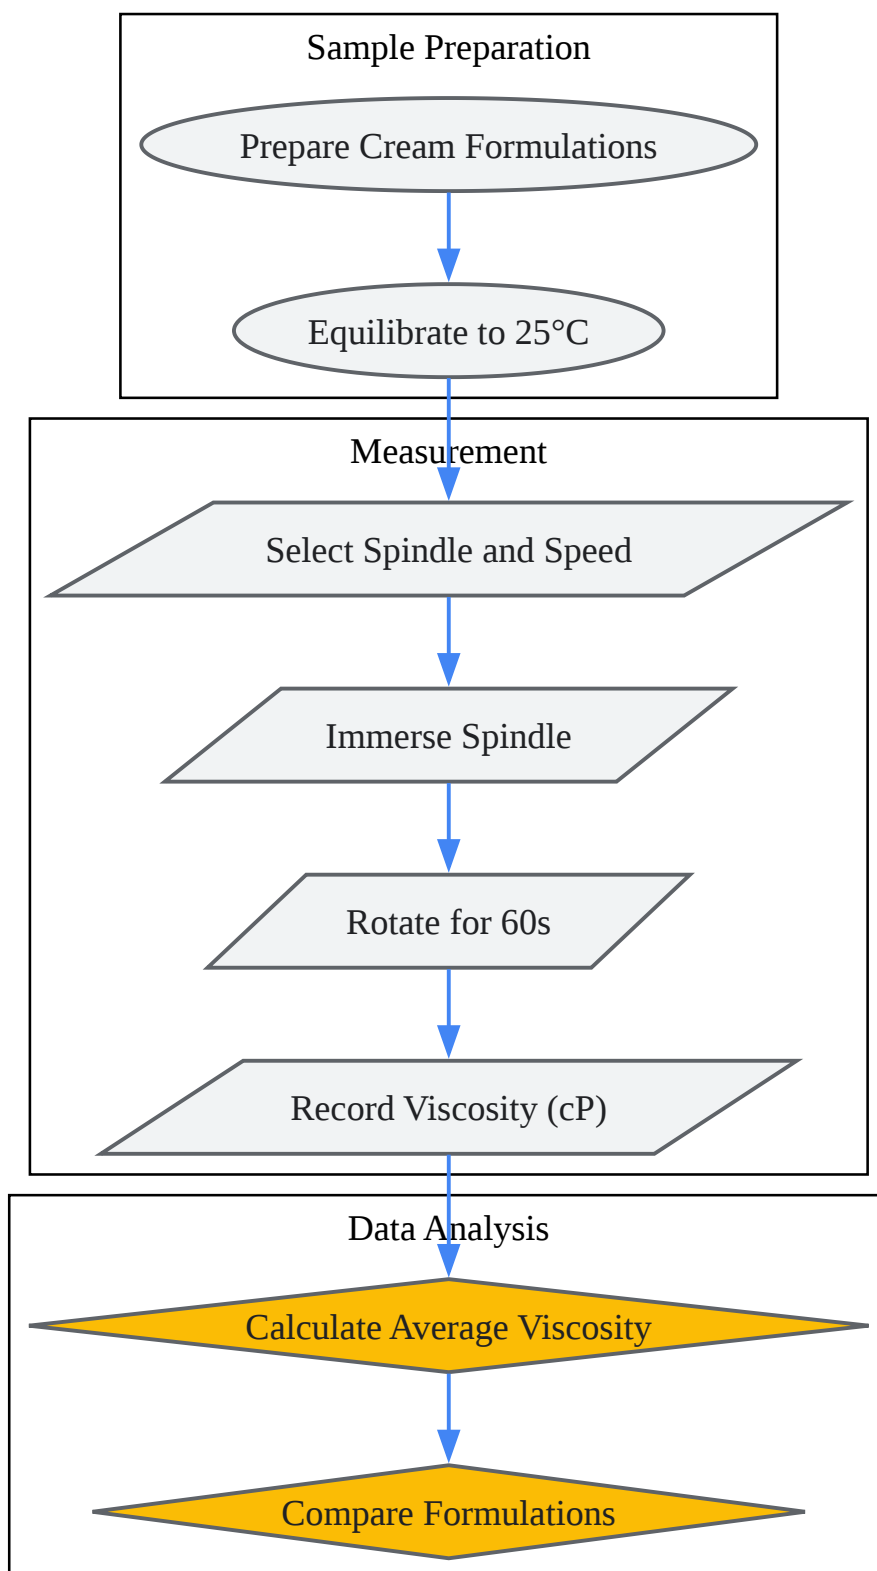 Sample Preparation
Prepare Cream Formulations
Equilibrate to 25°C
Measurement
Select Spindle and Speed
Immerse Spindle
Rotate for 60s
Record Viscosity (cP)
Data Analysis
Calculate Average Viscosity
Compare Formulations